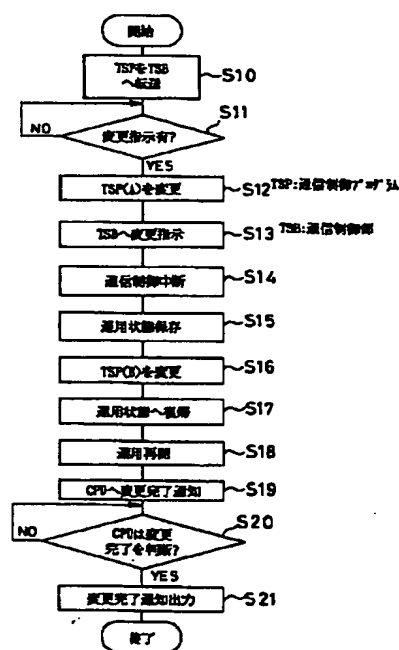 開始
TSPをTSB
へ転送
S10
S11
変更指示有?
NO
YES
TSP(A)を変更
S12
TSP:通信制御プログラム
TSBへ変更指示
S13
TSB:通信制御部
通信制御中断
S14
運用状態保存
S15
TSP(B)を変更
S16
運用状態へ復帰
S17
運用再開
S18
CPUへ変更完了通知
S19
S20
CPUは変更
完了を判断?
NO
YES
変更完了通知出力
S21
終了